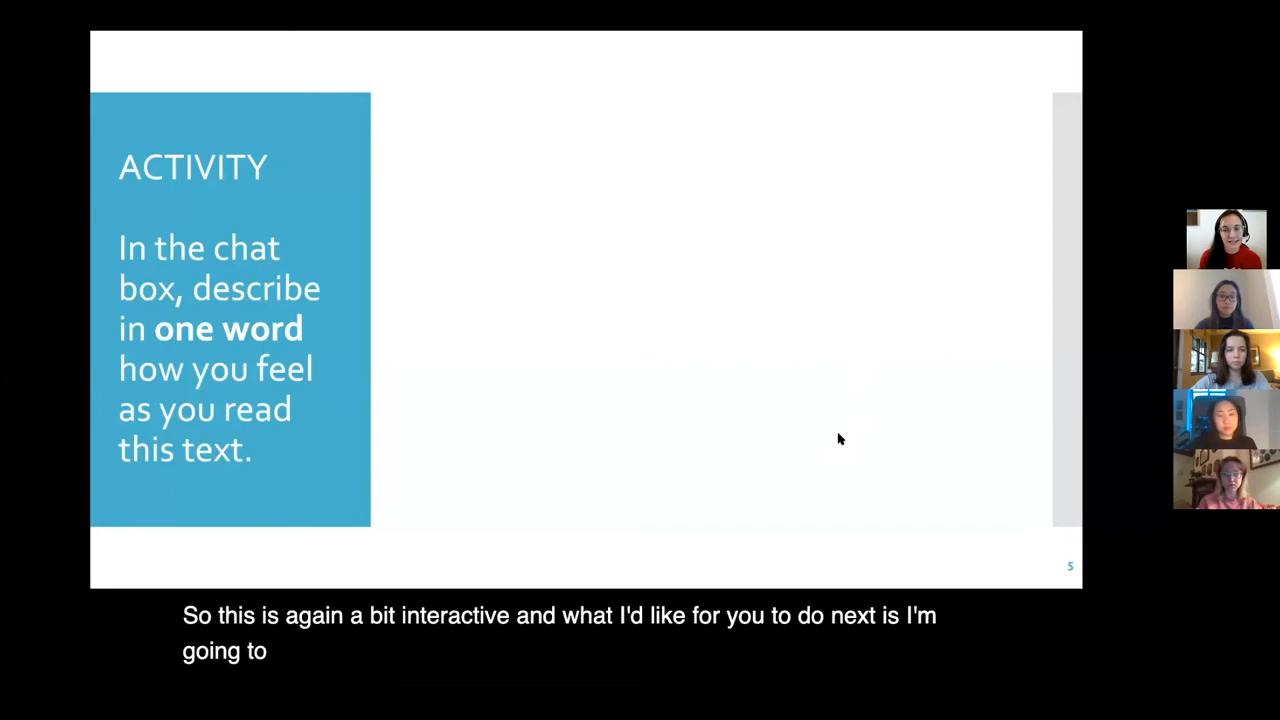 ACTIVITY
In the chat
box, describe
in one word
how you feel
as you read
this text.
5
So this is again a bit interactive and what I'd like for you to do next is I'm
going to